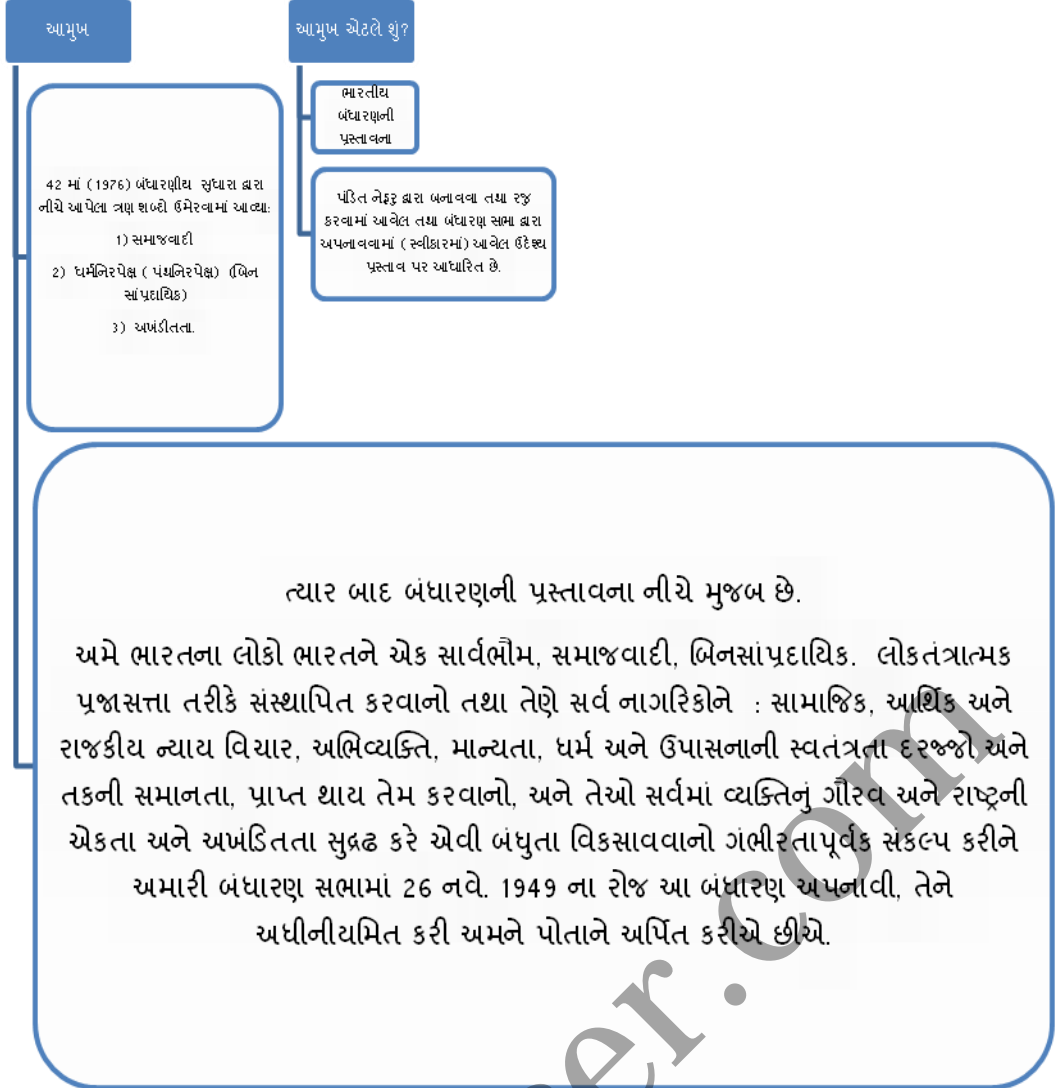 આમુખ
42 માં (1976) બંધારણીય સુધારા દ્વારા
નીચે આપેલા ત્રણ શબ્દો ઉમેરવામાં આવ્યા:
1) સમાજવાદી
2) ધર્મનિરપેક્ષ ( પંથનિરપેક્ષ) (બિન
સાંપ્રદાયિક)
3) અખંડીતતા.
આમુખ એટલે શું?
ભારતીય
બંધારણની
પ્રસ્તાવના
પંડિત નેહરુ દ્વારા બનાવવા તથા રજુ
કરવામાં આવેલ તથા બંધારણ સભા દ્વારા
અપનાવવામાં ( સ્વીકારમાં) આવેલ ઉદેશ્ય
પ્રસ્તાવ પર આધારિત છે.
ત્યાર બાદ બંધારણની પ્રસ્તાવના નીચે મુજબ છે.
અમે ભારતના લોકો ભારતને એક સાર્વભૌમ, સમાજવાદી, બિનસાંપ્રદાયિક. લોકતંત્રાત્મક
પ્રજાસત્તા તરીકે સંસ્થાપિત કરવાનો તથા તેણે સર્વ નાગરિકોને : સામાજિક, આર્થિક અને
રાજકીય ન્યાય વિચાર, અભિવ્યક્તિ, માન્યતા, ધર્મ અને ઉપાસનાની સ્વતંત્રતા દરજ્જો અને
તકની સમાનતા, પ્રાપ્ત થાય તેમ કરવાનો, અને તેઓ સર્વમાં વ્યક્તિનું ગૌરવ અને રાષ્ટ્રની
એકતા અને અખંડિતતા સુદ્રઢ કરે એવી બંધુતા વિકસાવવાનો ગંભીરતાપૂર્વક સંકલ્પ કરીને
અમારી બંધારણ સભામાં 26 નવે. 1949 ના રોજ આ બંધારણ અપનાવી, તેને
અધીનીયમિત કરી અમને પોતાને અર્પિત કરીએ છીએ.
er.com